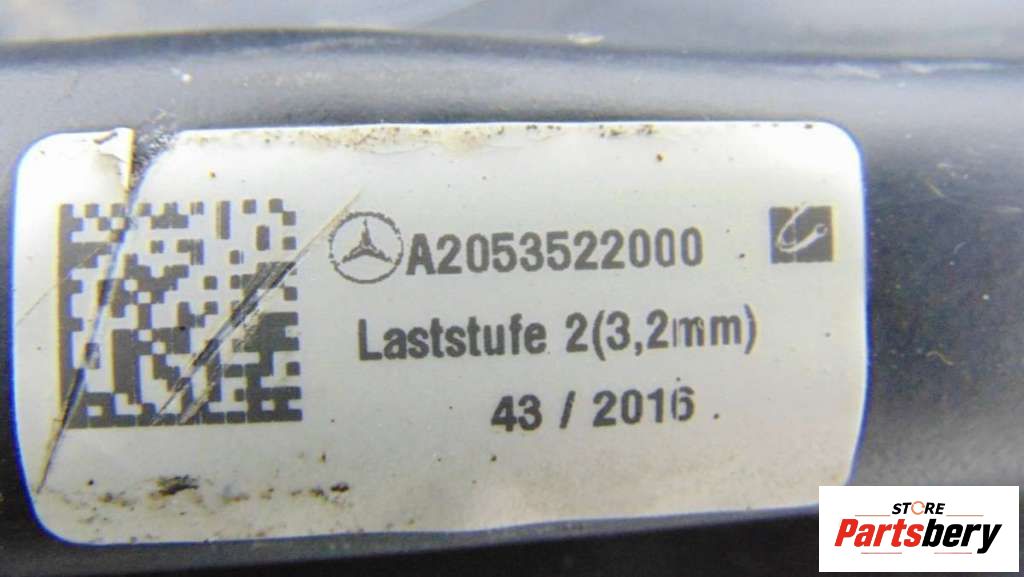 A2053522000
Laststufe 2(3,2mm)
43 / 2016
STORE
Partsbery